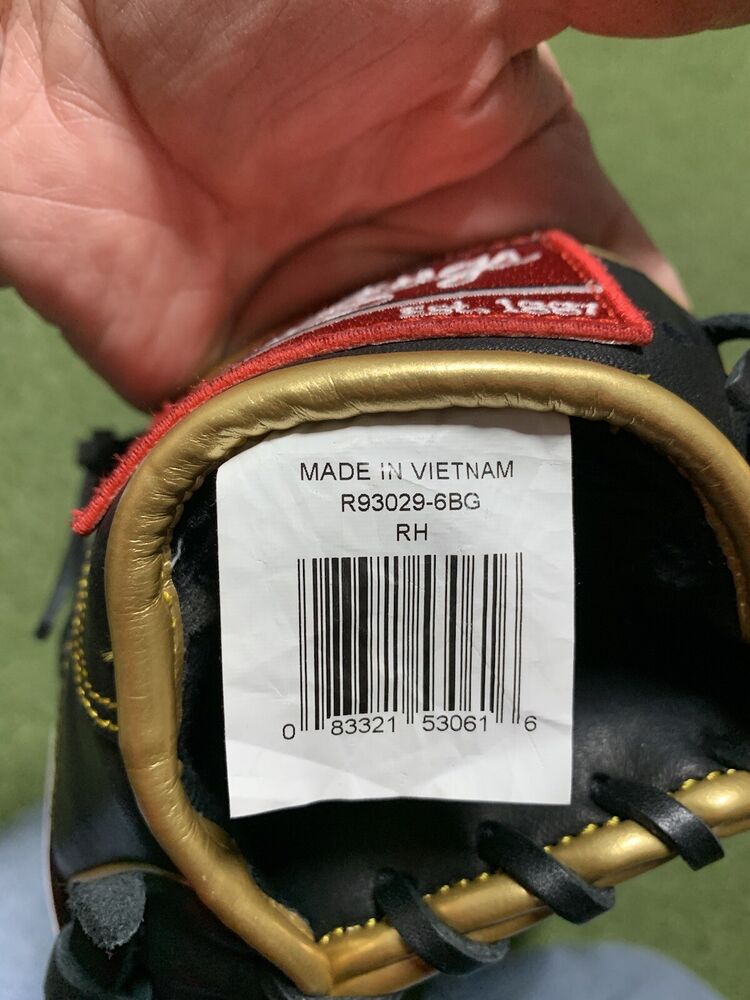 Est. 1887
MADE IN VIETNAM
R93029-6BG
RH
0 83321 53061 6